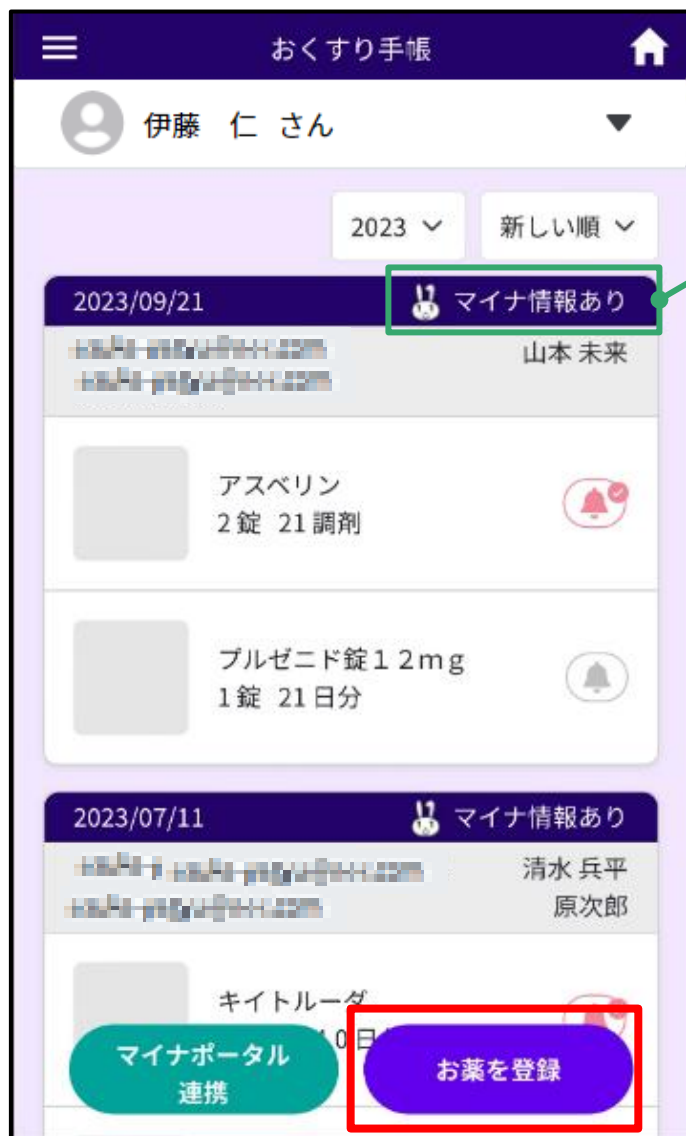 おくすり手帳
伊藤 仁 さん
2023
新しい順
2023/09/21 マイナ情報あり
山本 未来
アスベリン
2錠 21調剤
プルゼニド錠12mg
1錠 21日分
2023/07/11 マイナ情報あり
清水 兵平
原次郎
キイトルーダ
マイナポータル
連携
お薬を登録